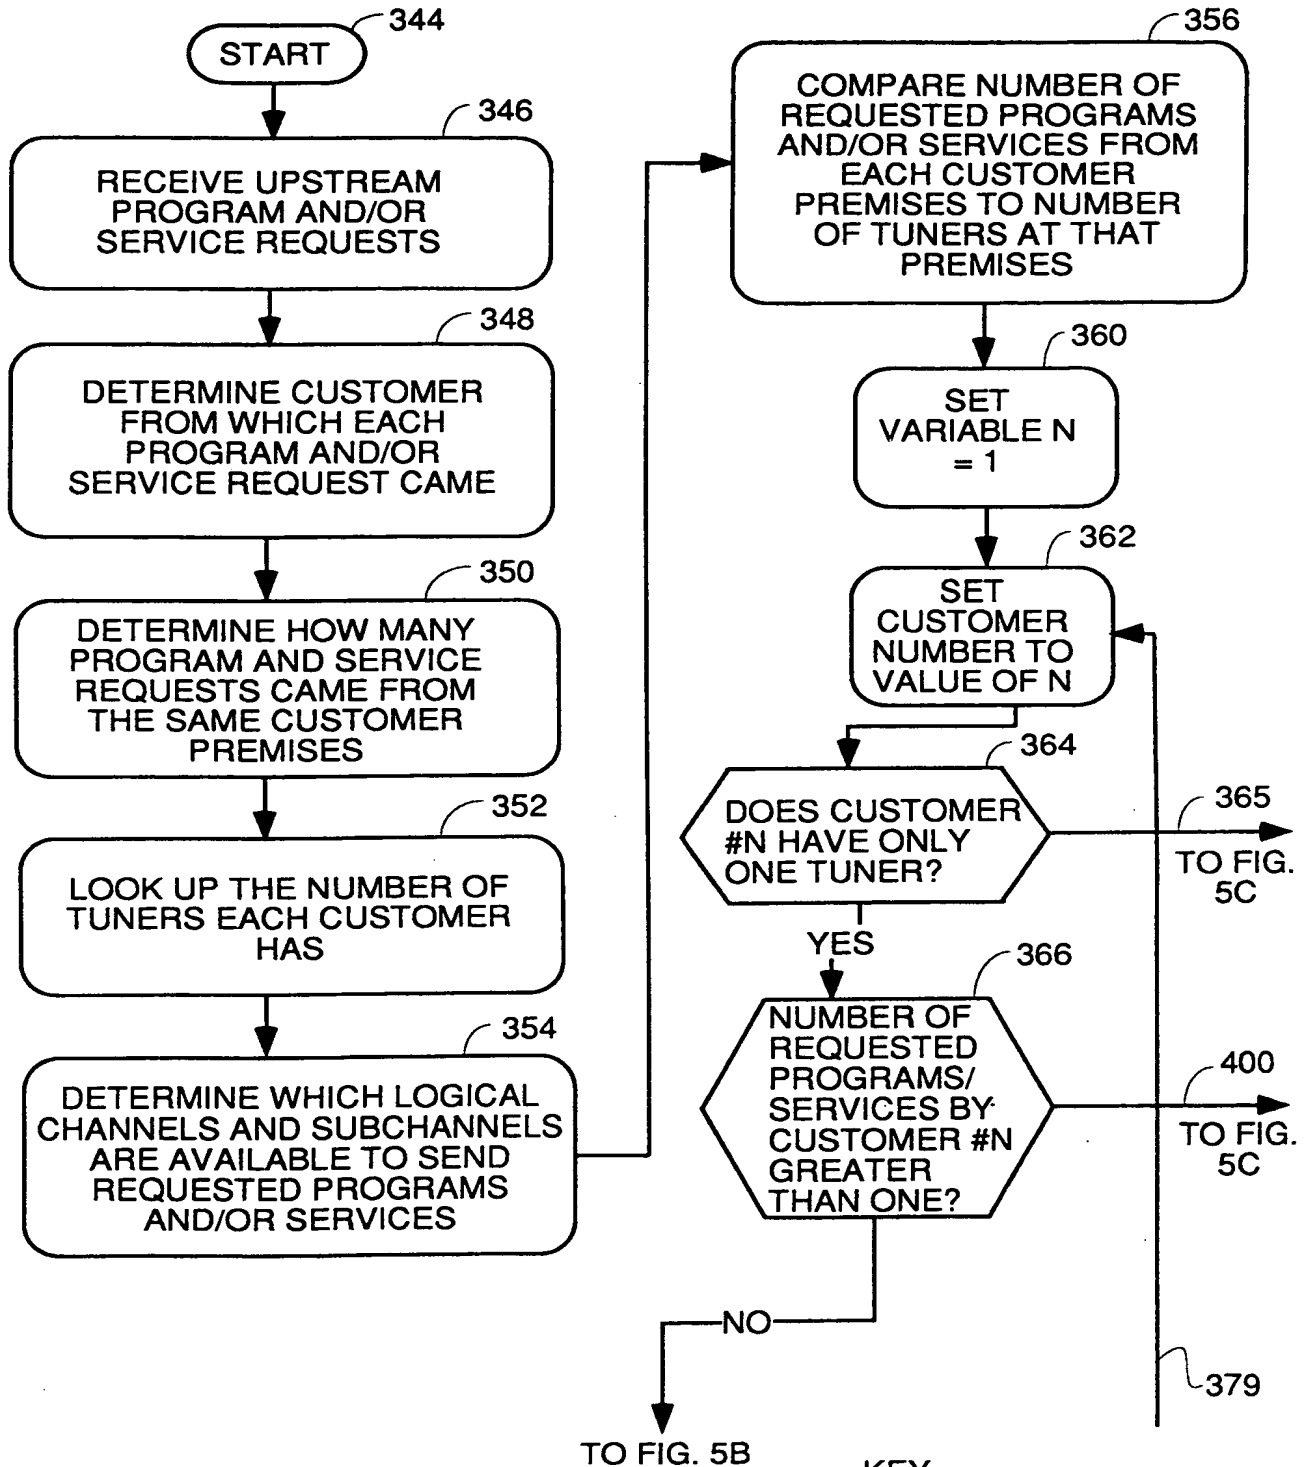 344
START
346
RECEIVE UPSTREAM
PROGRAM AND/OR
SERVICE REQUESTS
348
DETERMINE CUSTOMER
FROM WHICH EACH
PROGRAM AND/OR
SERVICE REQUEST CAME
350
DETERMINE HOW MANY
PROGRAM AND SERVICE
REQUESTS CAME FROM
THE SAME CUSTOMER
PREMISES
352
LOOK UP THE NUMBER OF
TUNERS EACH CUSTOMER
HAS
354
DETERMINE WHICH LOGICAL
CHANNELS AND SUBCHANNELS
ARE AVAILABLE TO SEND
REQUESTED PROGRAMS
AND/OR SERVICES
356
COMPARE NUMBER OF
REQUESTED PROGRAMS
AND/OR SERVICES FROM
EACH CUSTOMER
PREMISES TO NUMBER
OF TUNERS AT THAT
PREMISES
360
SET
VARIABLE N
= 1
362
SET
CUSTOMER
NUMBER TO
VALUE OF N
364
DOES CUSTOMER
#N HAVE ONLY
ONE TUNER?
365
TO FIG.
5C
YES
366
NUMBER OF
REQUESTED
PROGRAMS/
SERVICES BY
CUSTOMER #N
GREATER
THAN ONE?
400
TO FIG.
5C
NO
379
TO FIG. 5B
KEY